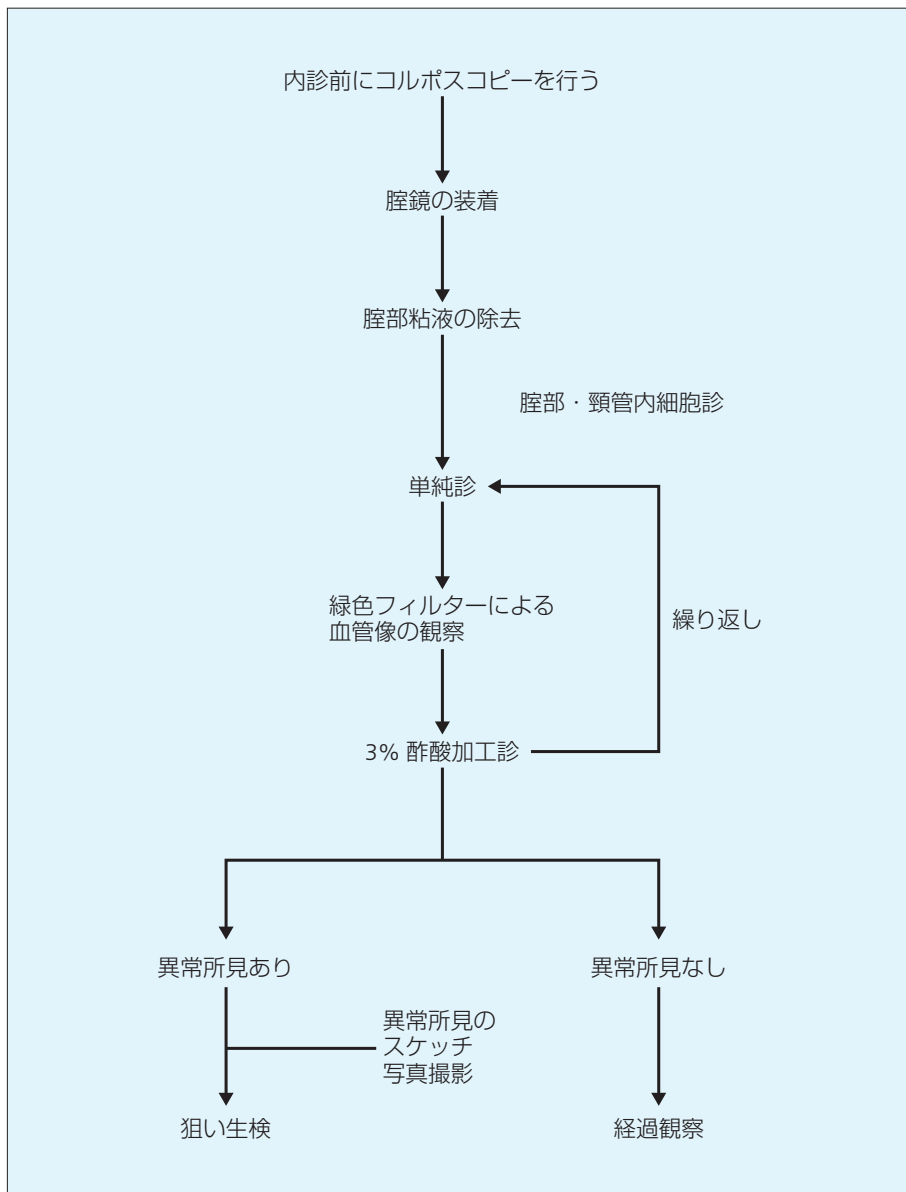 内診前にコルポスコピーを行う
腟鏡の装着
腟部粘液の除去
腟部・頸管内細胞診
単純診
緑色フィルターによる
血管像の観察
繰り返し
3% 酢酸加工診
異常所見あり
異常所見なし
異常所見の
スケッチ
写真撮影
狙い生検
経過観察